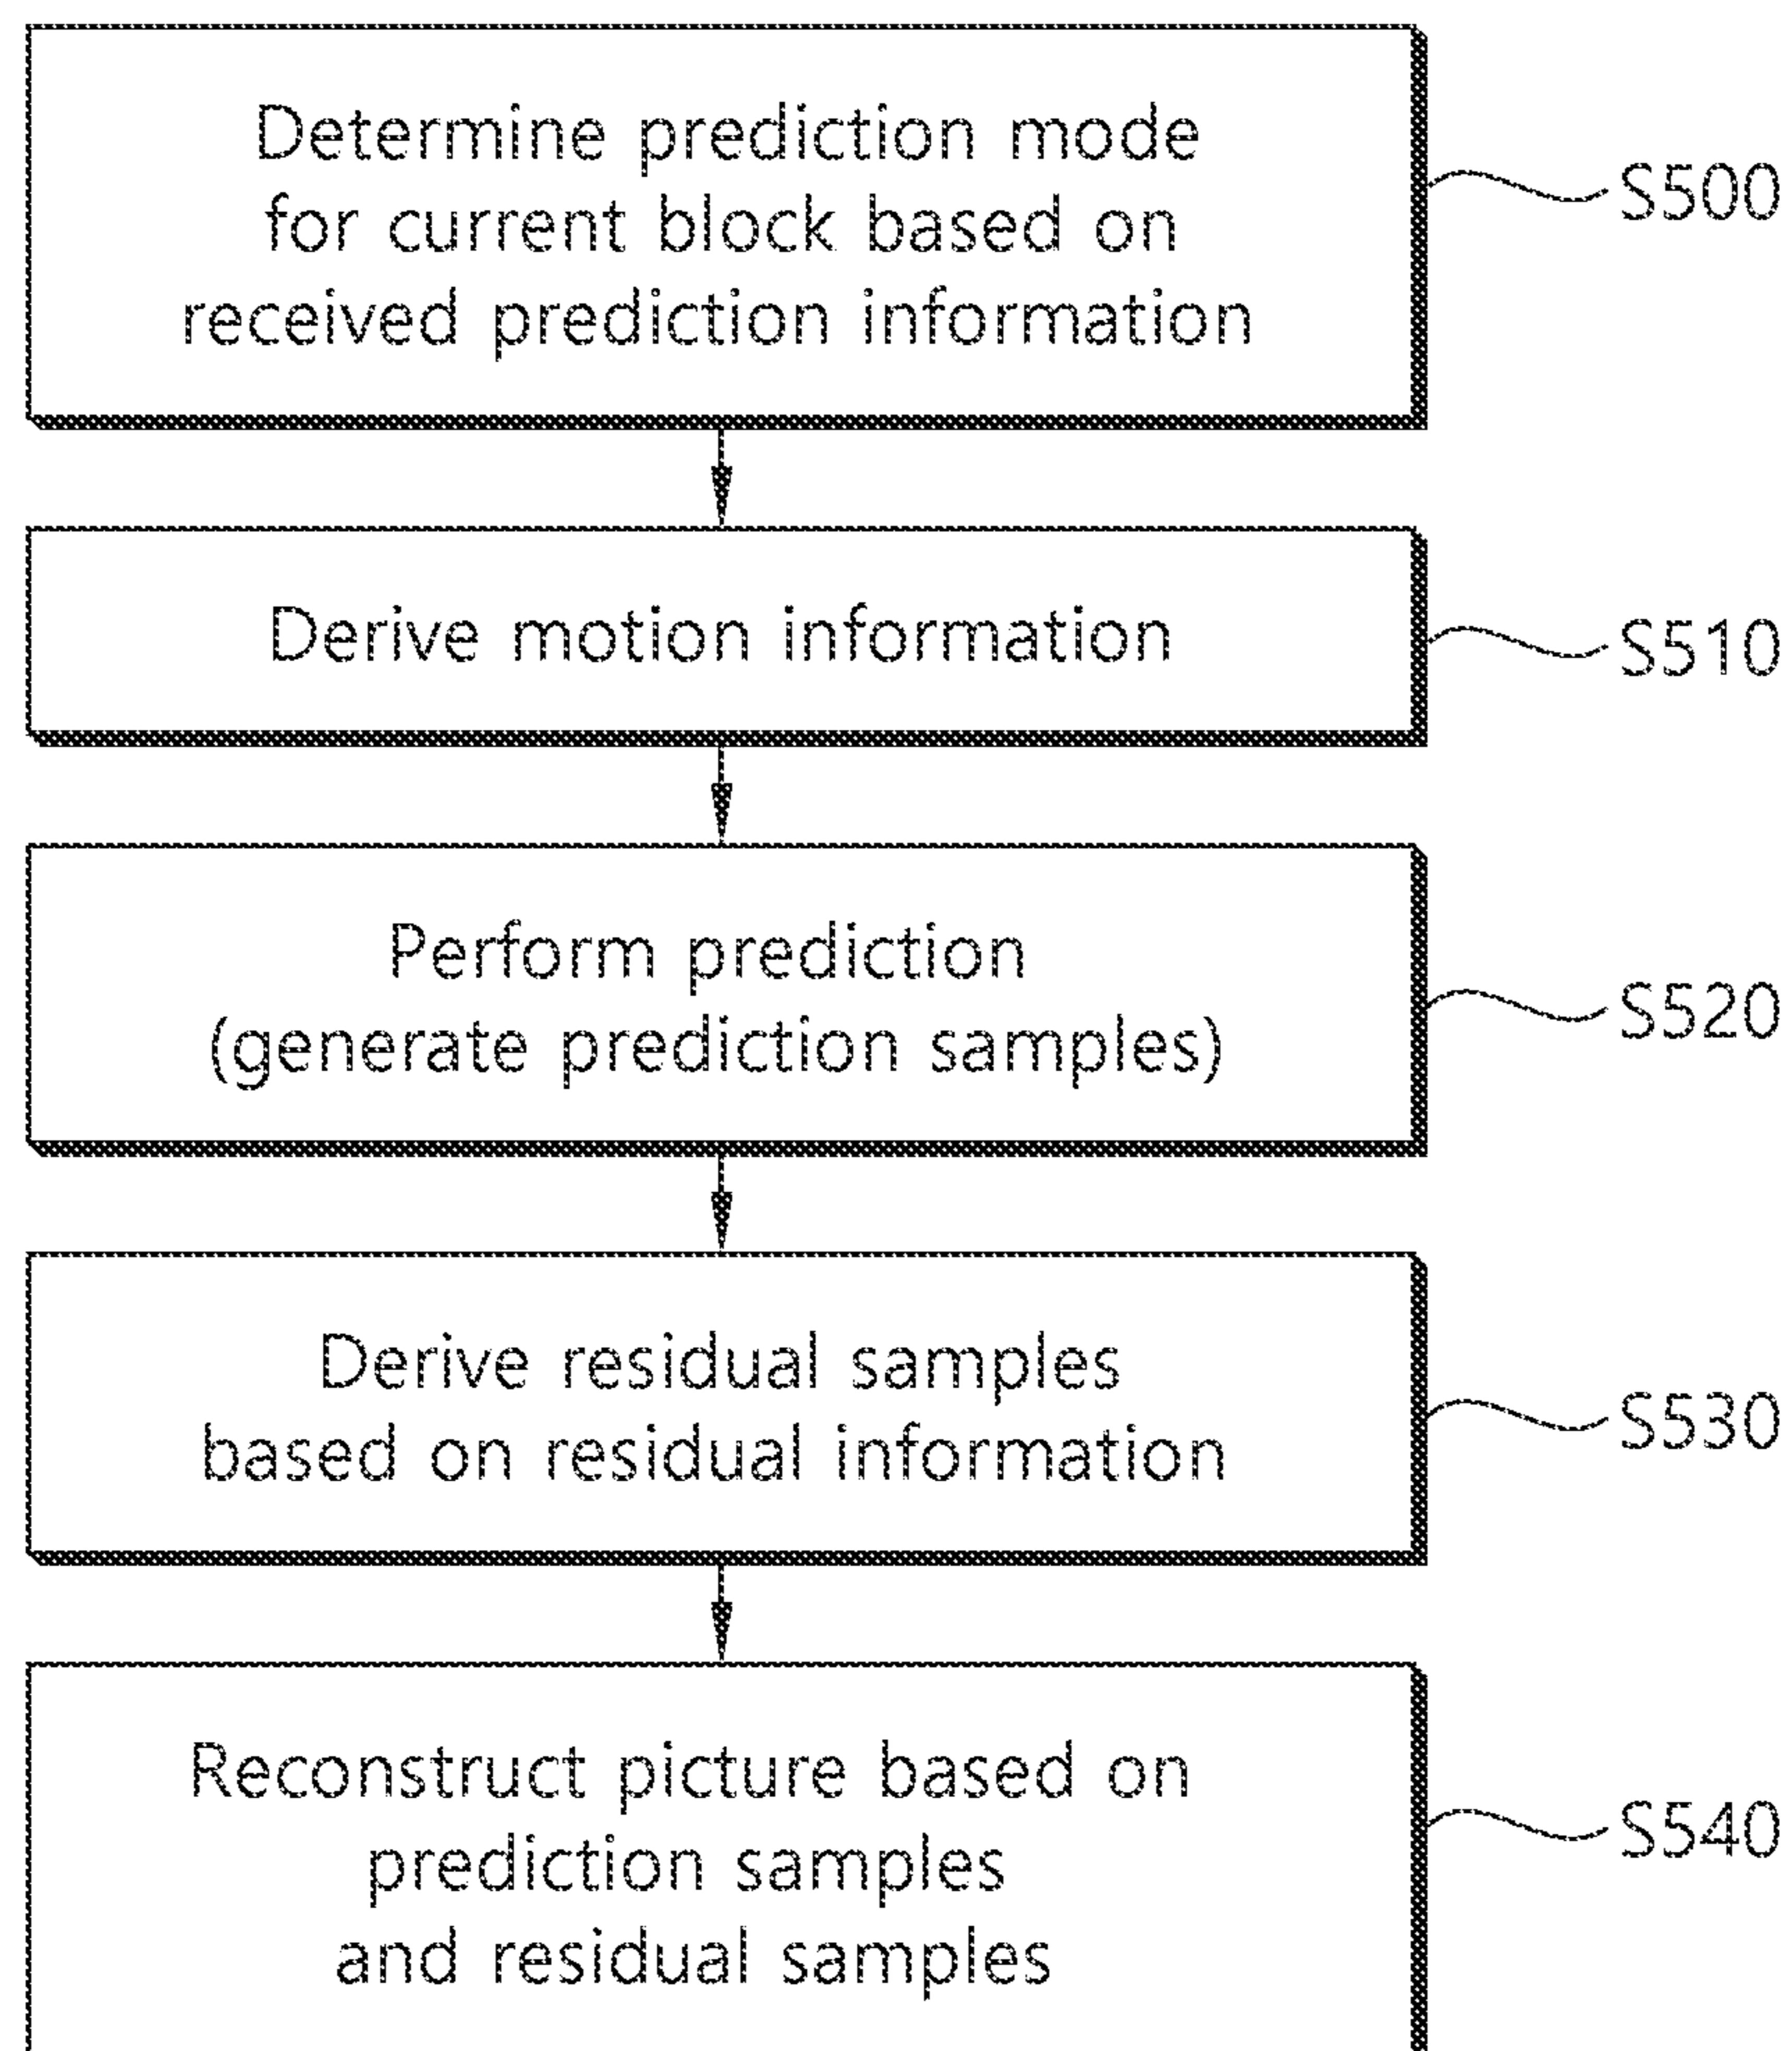 Determine prediction mode
for current block based on
received prediction information
S500
Derive motion information
S510
Perform prediction
(generate prediction samples)
S520
Derive residual samples
based on residual information
S530
Reconstruct picture based on
prediction samples
and residual samples
S540